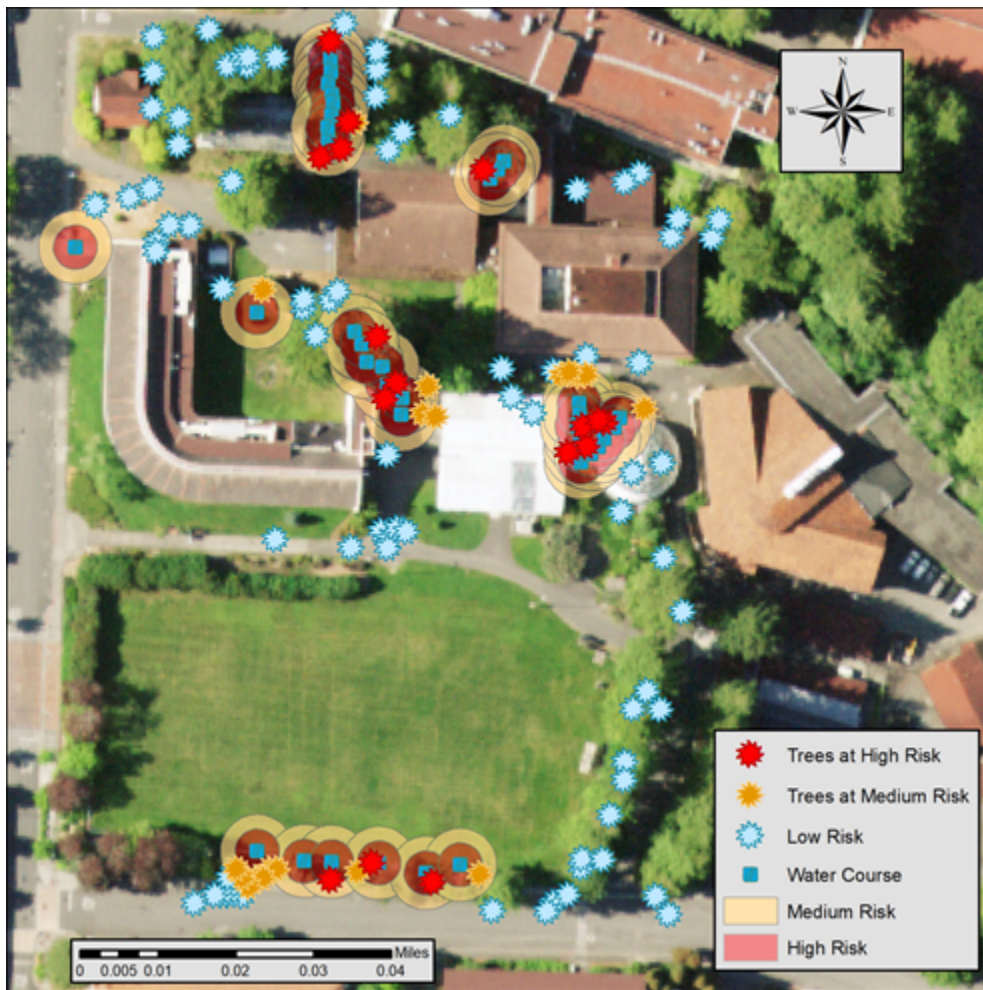 N
W E
S
Trees at High Risk
Trees at Medium Risk
Low Risk
Water Course
Medium Risk
High Risk
Miles
0 0.005 0.01 0.02 0.03 0.04